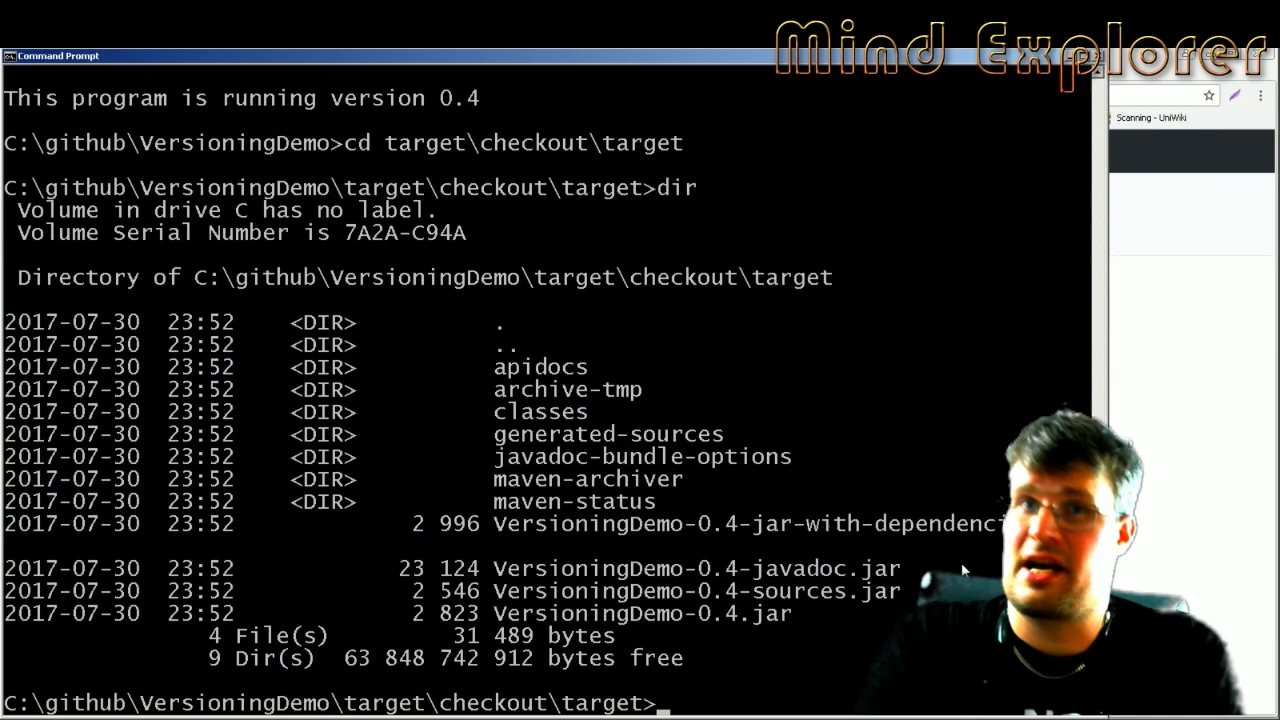 Mind Explorer
Command Prompt
This program is running version 0.4
C:\github\VersioningDemo>cd target\checkout\target
C:\github\VersioningDemo\target\checkout\target>dir
Volume in drive C has no label.
Volume Serial Number is 7A2A-C94A
Directory of C:\github\VersioningDemo\target\checkout\target
2017-07-30 23:52 <DIR> .
2017-07-30 23:52 <DIR> ..
2017-07-30 23:52 <DIR> apidocs
2017-07-30 23:52 <DIR> archive-tmp
2017-07-30 23:52 <DIR> classes
2017-07-30 23:52 <DIR> generated-sources
2017-07-30 23:52 <DIR> javadoc-bundle-options
2017-07-30 23:52 <DIR> maven-archiver
2017-07-30 23:52 <DIR> maven-status
2017-07-30 23:52 2 996 VersioningDemo-0.4-jar-with-dependenci
2017-07-30 23:52 23 124 VersioningDemo-0.4-javadoc.jar
2017-07-30 23:52 2 546 VersioningDemo-0.4-sources.jar
2017-07-30 23:52 2 823 VersioningDemo-0.4.jar
4 File(s) 31 489 bytes
9 Dir(s) 63 848 742 912 bytes free
C:\github\VersioningDemo\target\checkout\target>
Scanning - UniWiki